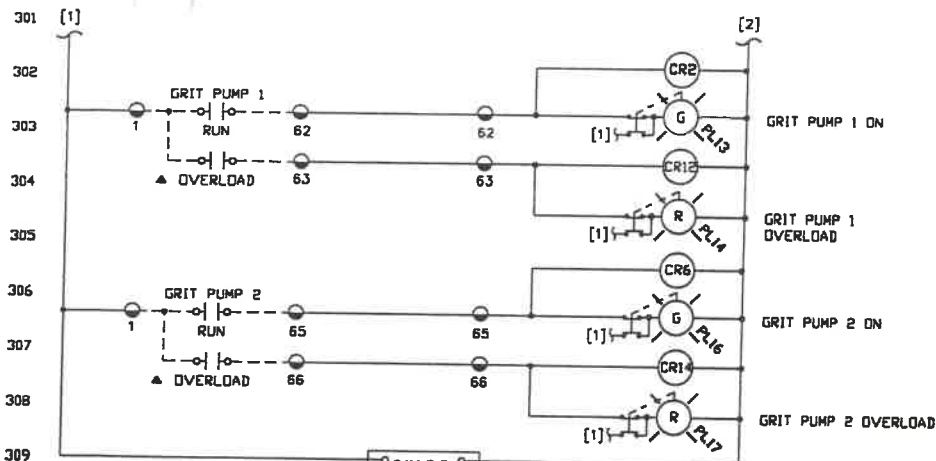 301 [1] [2]
302 CR2
GRIT PUMP 1
303 1 RUN 62 62 [1] G PL13 GRIT PUMP 1 ON
304 ▲ OVERLOAD 63 63 CR12
305 [1] R PL14 GRIT PUMP 1
OVERLOAD
306 CR6
GRIT PUMP 2
307 1 RUN 65 65 [1] G PL16 GRIT PUMP 2 ON
▲ OVERLOAD 66 66 CR14
308 [1] R PL17 GRIT PUMP 2 OVERLOAD
309